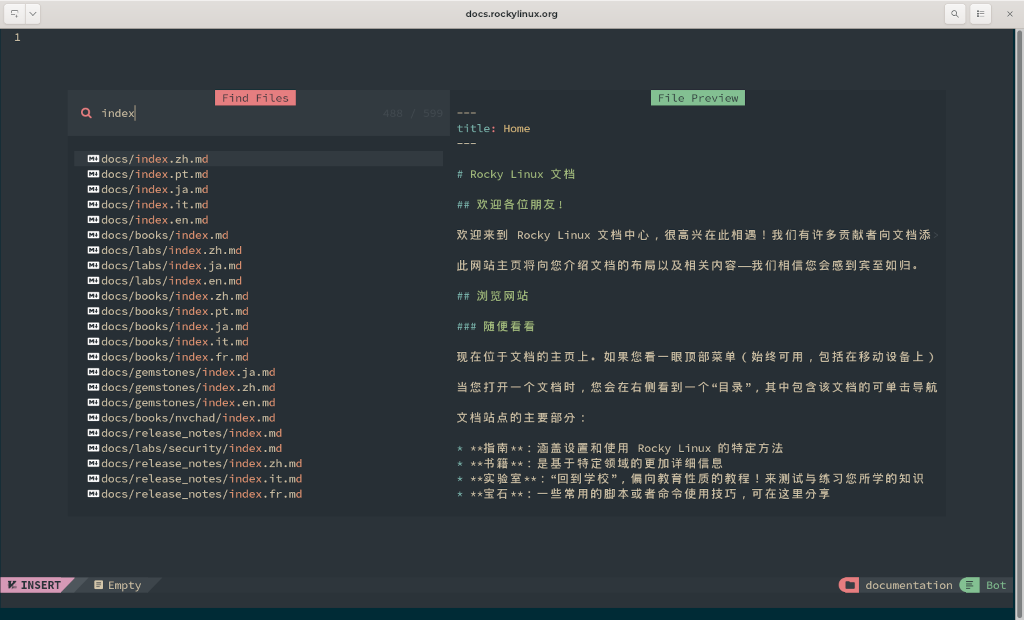 docs.rockylinux.org
1
Find Files
index
488 / 599
docs/index.zh.md
docs/index.pt.md
docs/index.ja.md
docs/index.it.md
docs/index.en.md
docs/books/index.md
docs/labs/index.zh.md
docs/labs/index.ja.md
docs/labs/index.en.md
docs/books/index.zh.md
docs/books/index.pt.md
docs/books/index.ja.md
docs/books/index.it.md
docs/books/index.fr.md
docs/gemstones/index.ja.md
docs/gemstones/index.zh.md
docs/gemstones/index.en.md
docs/books/nvchad/index.md
docs/release_notes/index.md
docs/labs/security/index.md
docs/release_notes/index.zh.md
docs/release_notes/index.it.md
docs/release_notes/index.fr.md
File Preview
---
title: Home
---
# Rocky Linux 文档
## 欢迎各位朋友!
欢迎来到 Rocky Linux 文档中心，很高兴在此相遇！我们有许多贡献者向文档添
此网站主页将向您介绍文档的布局以及相关内容——我们相信您会感到宾至如归。
## 浏览网站
### 随便看看
现在位于文档的主页上。如果您看一眼顶部菜单（始终可用，包括在移动设备上）
当您打开一个文档时，您会在右侧看到一个“目录”，其中包含该文档的可单击导航
文档站点的主要部分：
* **指南**：涵盖设置和使用 Rocky Linux 的特定方法
* **书籍**：是基于特定领域的更加详细信息
* **实验室**：“回到学校”，偏向教育性质的教程！来测试与练习您所学的知识
* **宝石**：一些常用的脚本或者命令使用技巧，可在这里分享
INSERT
Empty
documentation
Bot